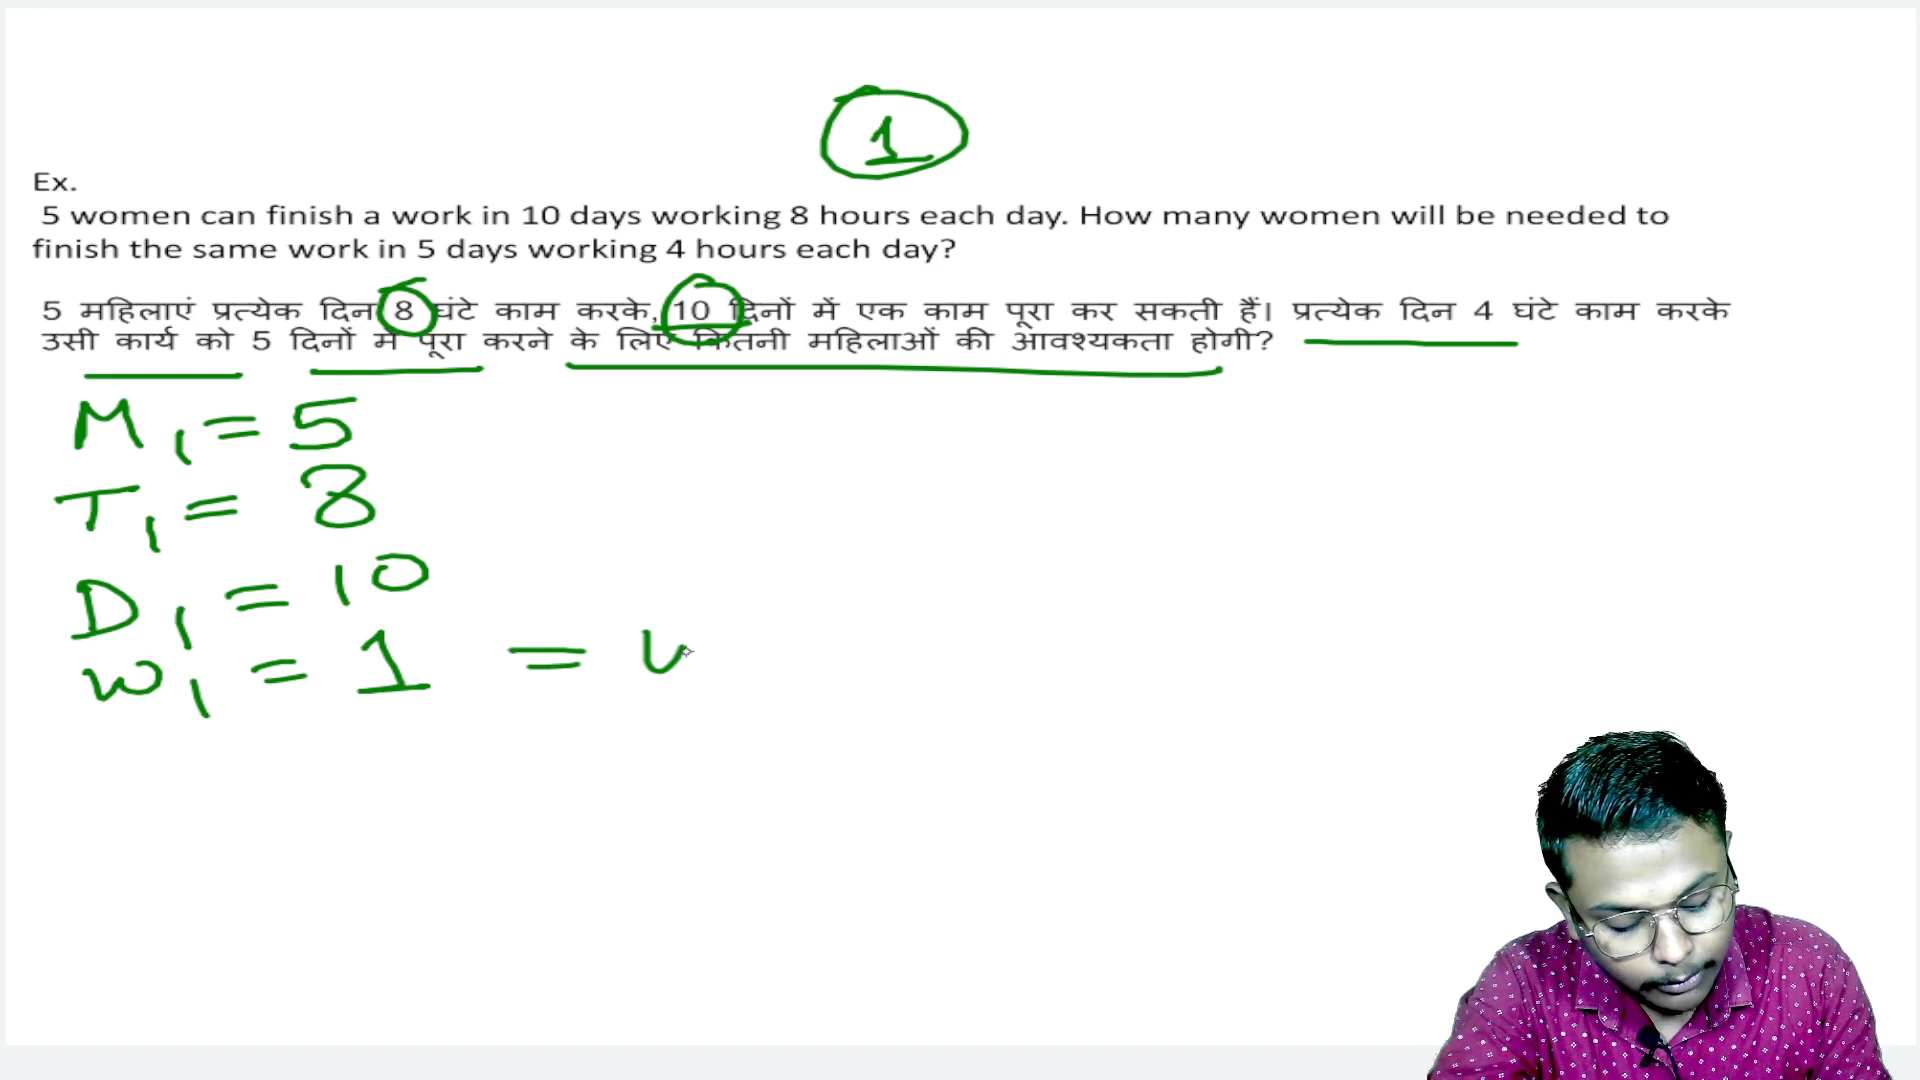 1
Ex.
5 women can finish a work in 10 days working 8 hours each day. How many women will be needed to
finish the same work in 5 days working 4 hours each day?
5 महिलाएं प्रत्येक दिन 8 घंटे काम करके, 10 दिनों में एक काम पूरा कर सकती हैं। प्रत्येक दिन 4 घंटे काम करके
उसी कार्य को 5 दिनों में पूरा करने के लिए कितनी महिलाओं की आवश्यकता होगी?
M₁ = 5
T₁ = 8
D₁ = 10
W₁ = 1 =